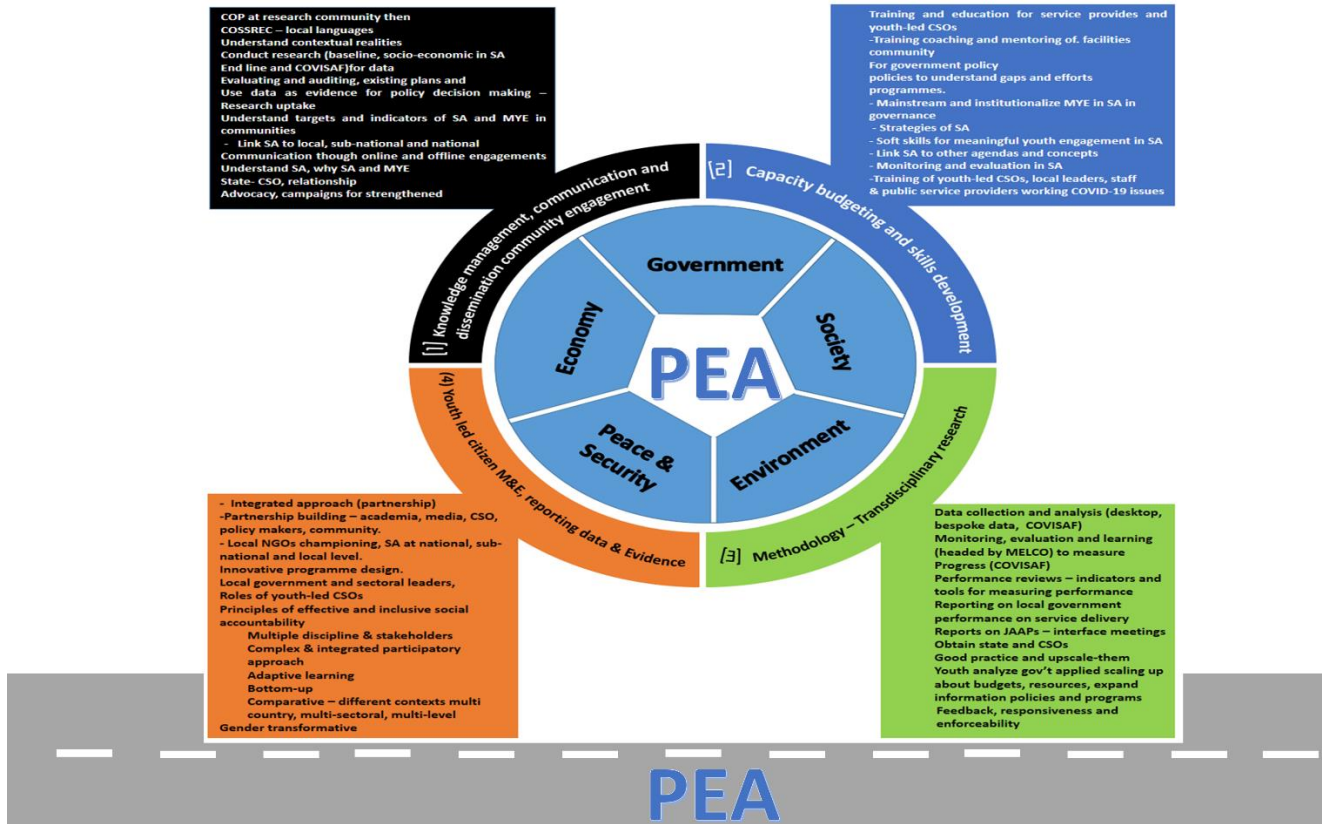 COP at research community then
COSSREC – local languages
Understand contextual realities
Conduct research (baseline, socio-economic in SA
End line and COVISAF)for data
Evaluating and auditing, existing plans and
Use data as evidence for policy decision making –
Research uptake
Understand targets and indicators of SA and MYE in
communities
- Link SA to local, sub-national and national
Communication though online and offline engagements
Understand SA, why SA and MYE
State- CSO, relationship
Advocacy, campaigns for strengthened
Training and education for service provides and
youth-led CSOs
-Training coaching and mentoring of. facilities
community
For government policy
policies to understand gaps and efforts
programmes.
- Mainstream and institutionalize MYE in SA in
governance
- Strategies of SA
- Soft skills for meaningful youth engagement in SA
- Link SA to other agendas and concepts
- Monitoring and evaluation in SA
-Training of youth-led CSOs, local leaders, staff
& public service providers working COVID-19 issues
[1] Knowledge management, communication and
dissemination community engagement
[2] Capacity budgeting and skills development
Government
Economy
Society
PEA
Peace &
Security
Environment
(4) Youth led citizen M&E, reporting data & Evidence
[3] Methodology – Transdisciplinary research
- Integrated approach (partnership)
-Partnership building – academia, media, CSO,
policy makers, community.
- Local NGOs championing, SA at national, sub-
national and local level.
Innovative programme design.
Local government and sectoral leaders,
Roles of youth-led CSOs
Principles of effective and inclusive social
accountability
Multiple discipline & stakeholders
Complex & integrated participatory
approach
Adaptive learning
Bottom-up
Comparative – different contexts multi
country, multi-sectoral, multi-level
Gender transformative
Data collection and analysis (desktop,
bespoke data, COVISAF)
Monitoring, evaluation and learning
(headed by MELCO) to measure
Progress (COVISAF)
Performance reviews – indicators and
tools for measuring performance
Reporting on local government
performance on service delivery
Reports on JAAPs – interface meetings
Obtain state and CSOs
Good practice and upscale-them
Youth analyze gov't applied scaling up
about budgets, resources, expand
information policies and programs
Feedback, responsiveness and
enforceability
PEA